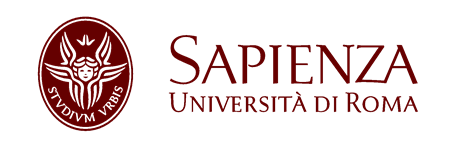 STVDIVM VRBIS
SAPIENZA
UNIVERSITÀ DI ROMA